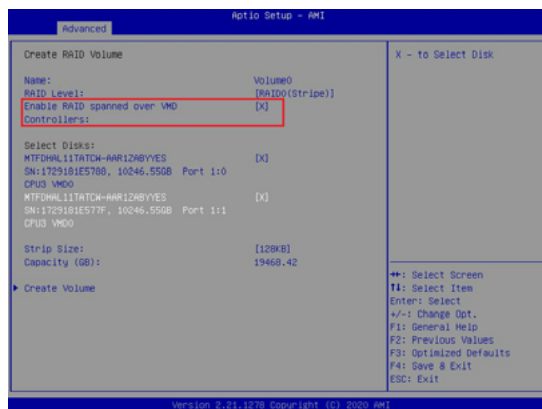 Aptio Setup - AMI
Advanced
Create RAID Volume
X - to Select Disk
Name: Volume0
RAID Level: [RAID0(Stripe)]
Enable RAID spanned over VMD [X]
Controllers:
Select Disks:
MTFDHAL11TATCW-AAR1ZABYYES [X]
SN:1729181E5788, 10246.55GB Port 1:0
CPU3 VMD0
MTFDHAL11TATCW-AAR1ZABYYES [X]
SN:1729181E577F, 10246.55GB Port 1:1
CPU3 VMD0
Strip Size: [128KB]
Capacity (GB): 19468.42
Create Volume
→←: Select Screen
↑↓: Select Item
Enter: Select
+/-: Change Opt.
F1: General Help
F2: Previous Values
F3: Optimized Defaults
F4: Save & Exit
ESC: Exit
Version 2.21.1278 Copyright (C) 2020 AMI